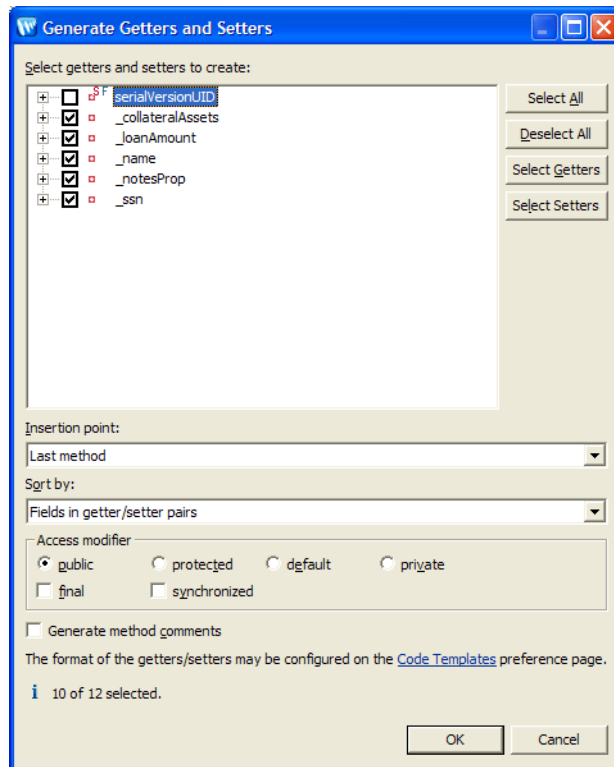 Generate Getters and Setters
Select getters and setters to create:
S F serialVersionUID
_collateralAssets
_loanAmount
_name
_notesProp
_ssn
Select All
Deselect All
Select Getters
Select Setters
Insertion point:
Last method
Sort by:
Fields in getter/setter pairs
Access modifier
public protected default private
final synchronized
Generate method comments
The format of the getters/setters may be configured on the Code Templates preference page.
i 10 of 12 selected.
OK Cancel